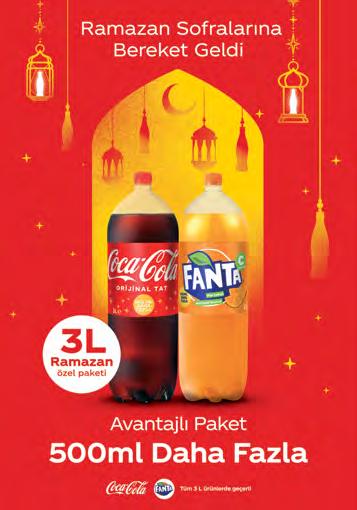 Ramazan Sofralarına
Bereket Geldi
Coca-Cola
ORİJİNAL TAT
FANTA
C
3L
Ramazan
özel paketi
Avantajlı Paket
500ml Daha Fazla
Coca-Cola FANTA Tüm 3 L ürünlerde geçerli